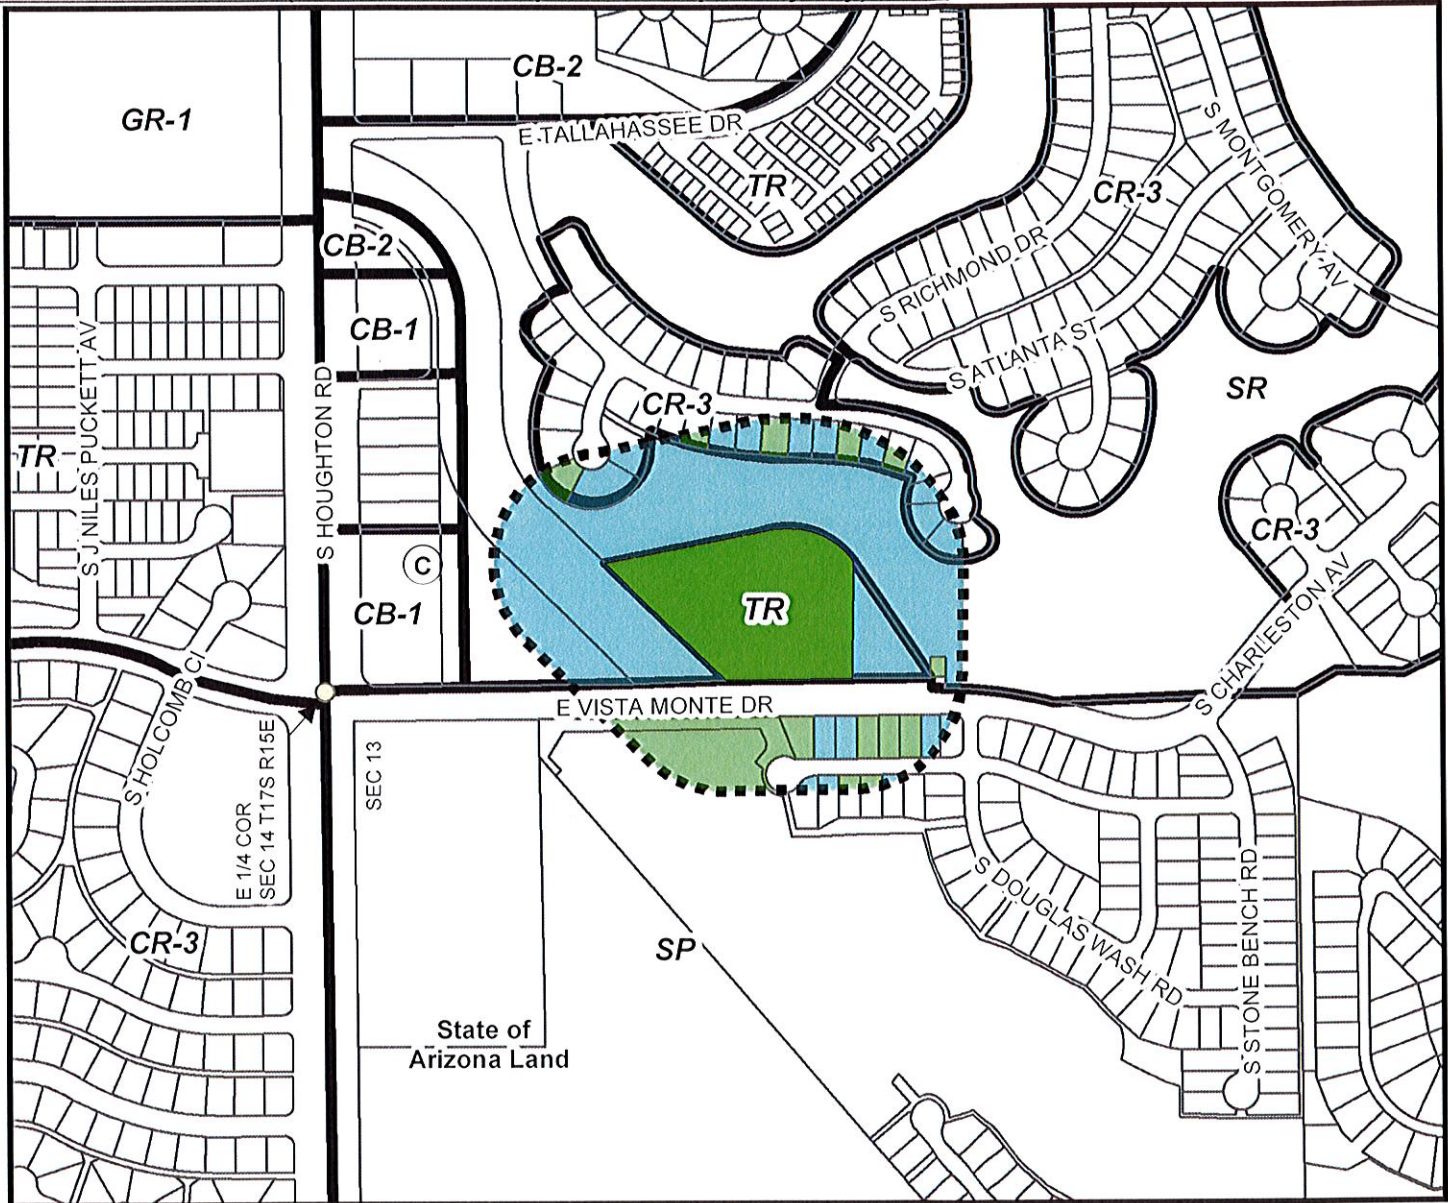 CB-2
GR-1
E TALLAHASSEE DR
S MONTGOMERY AV
TR
CR-3
CB-2
S RICHMOND DR
CB-1
S J NILES PUCKETT AV
S ATLANTA ST
S HOUGHTON RD
CR-3
SR
TR
CR-3
C
CB-1
TR
S CHARLESTON AV
S HOLCOMB CI
E VISTA MONTE DR
E 1/4 COR
SEC 14 T17S R15E
SEC 13
S DOUGLAS WASH RD
S STONE BENCH RD
CR-3
SP
State of
Arizona Land